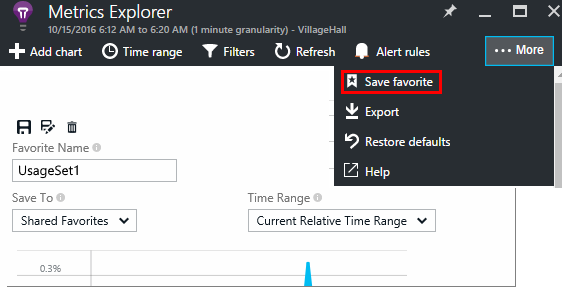 Metrics Explorer
10/15/2016 6:12 AM to 6:20 AM (1 minute granularity) - VillageHall
Add chart Time range Filters Refresh Alert rules ••• More
Save favorite
Export
Restore defaults
Help
Favorite Name
UsageSet1
Save To Time Range
Shared Favorites Current Relative Time Range
0.3%